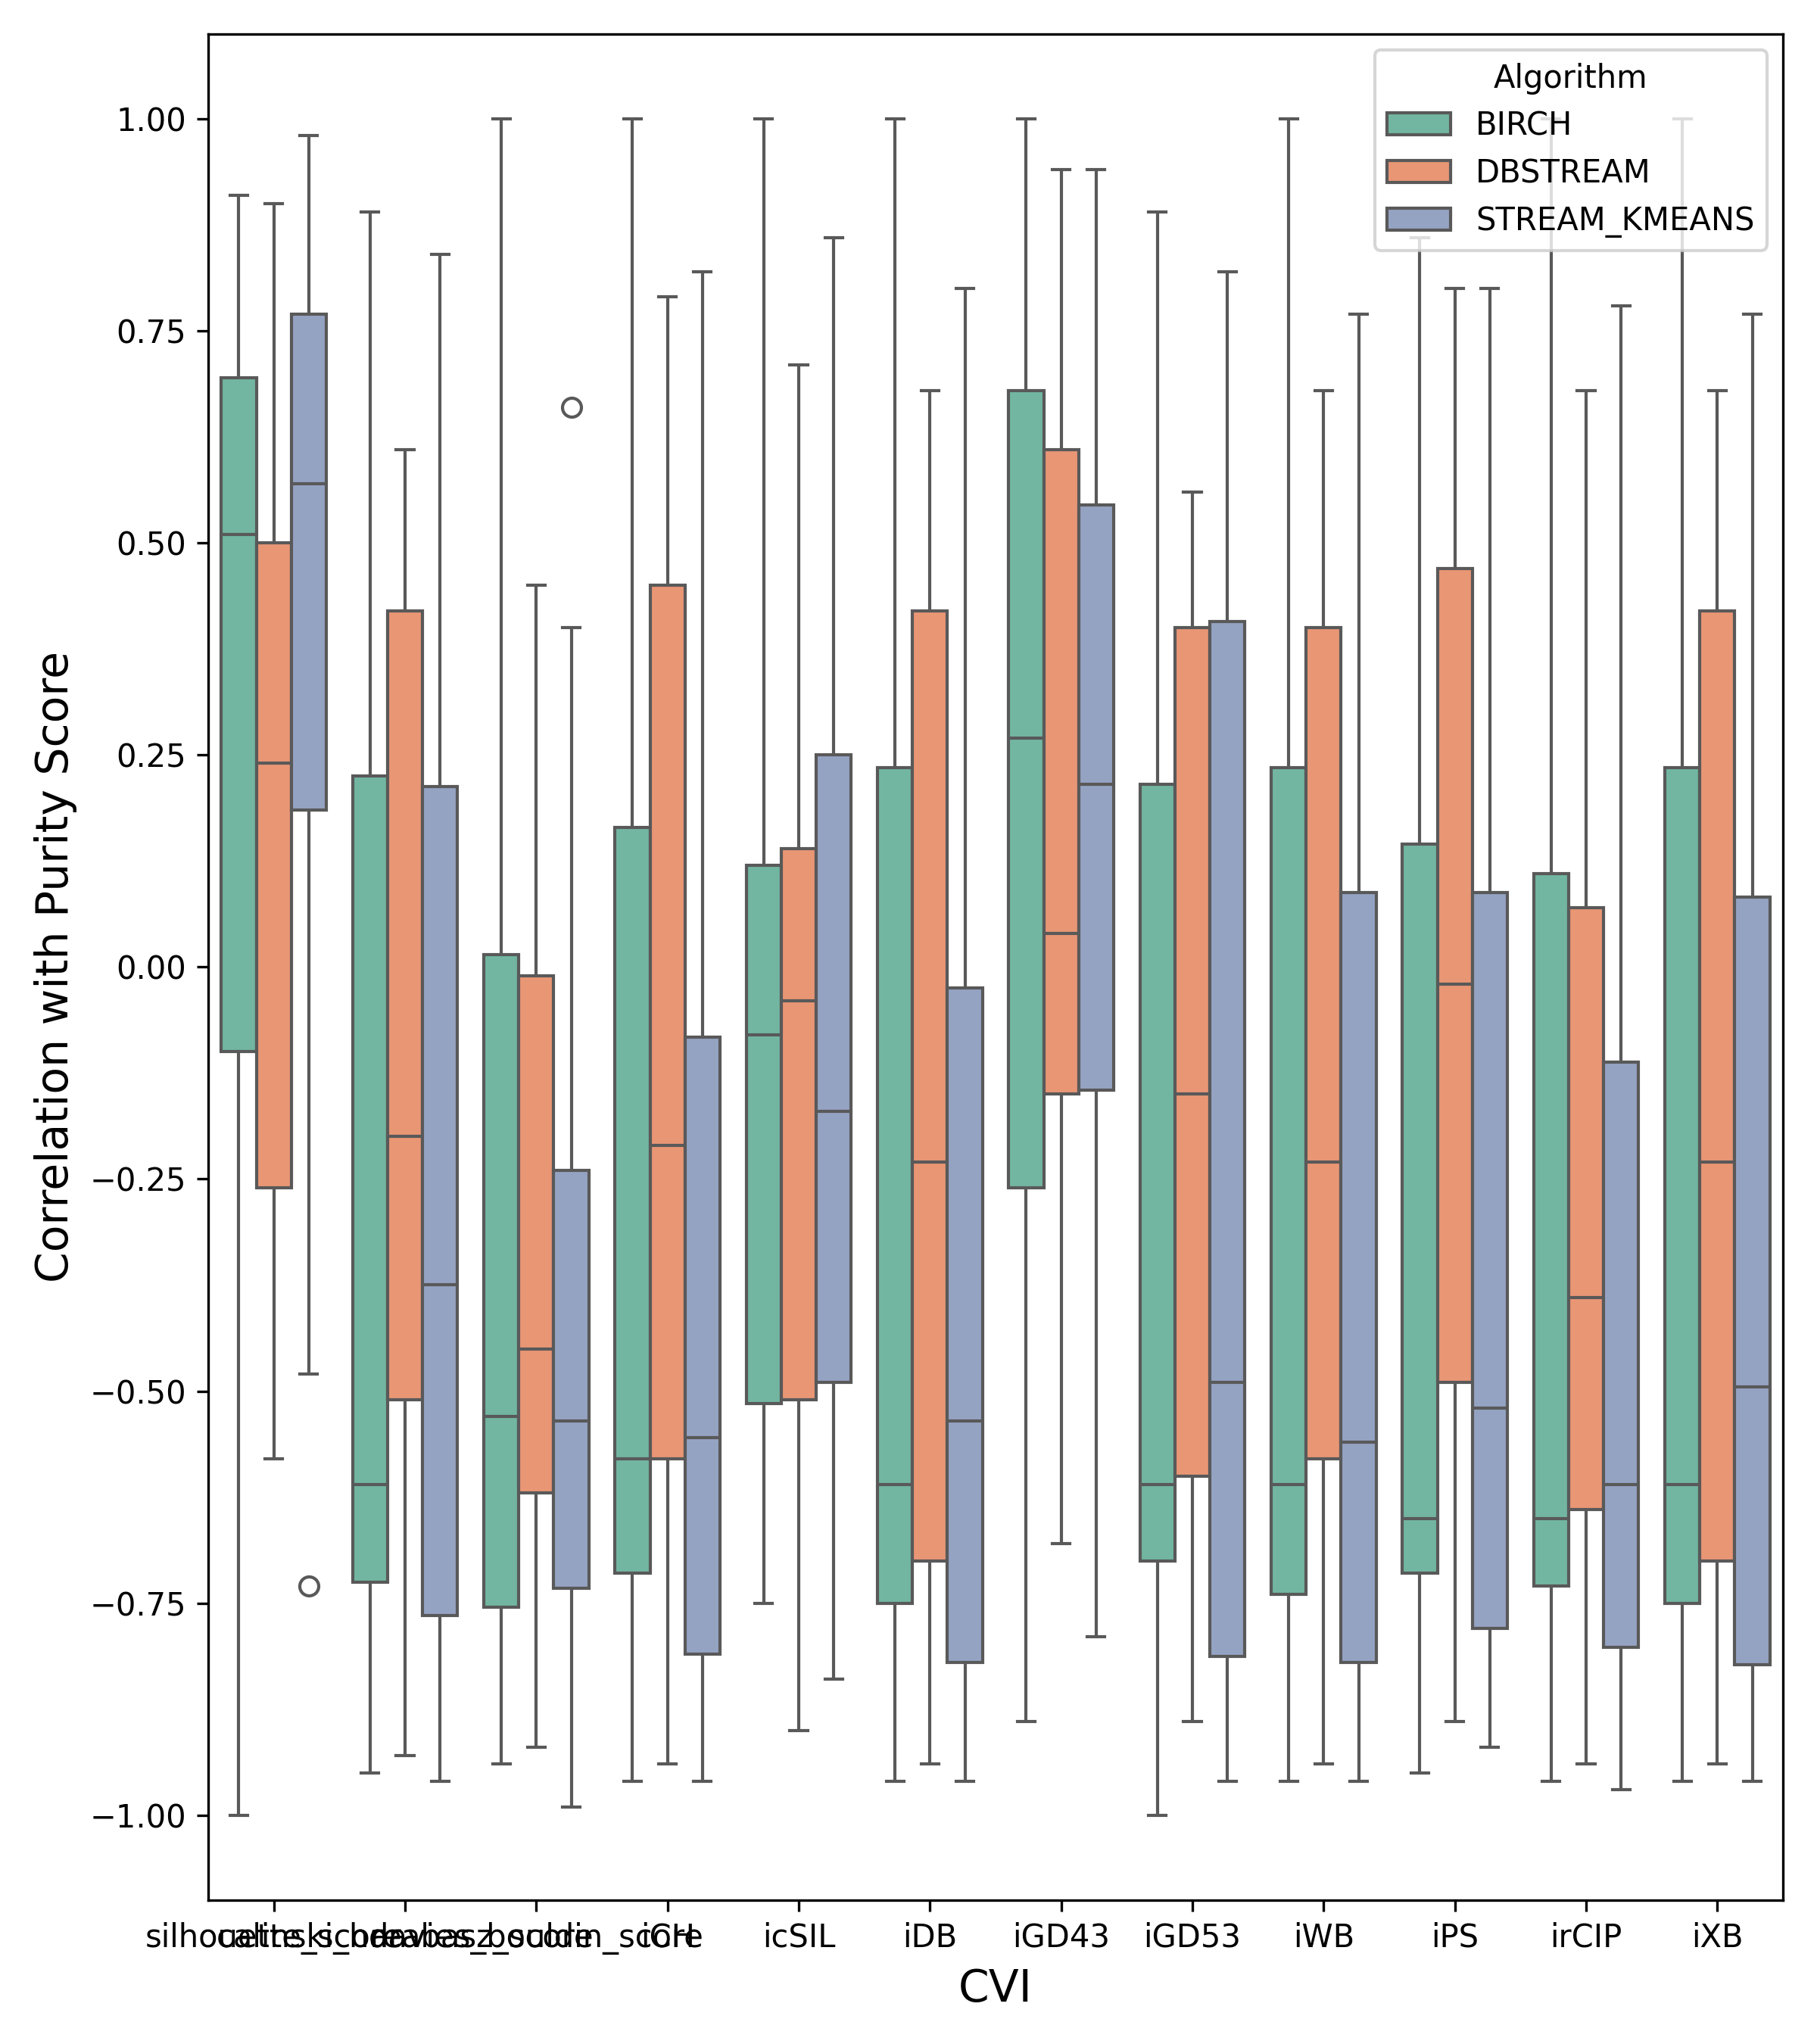 Algorithm
BIRCH
DBSTREAM
STREAM_KMEANS
1.00
0.75
0.50
0.25
0.00
−0.25
−0.50
−0.75
−1.00
Correlation with Purity Score
iCH
icSIL
iDB
iGD43
iGD53
iWB
iPS
irCIP
iXB
CVI